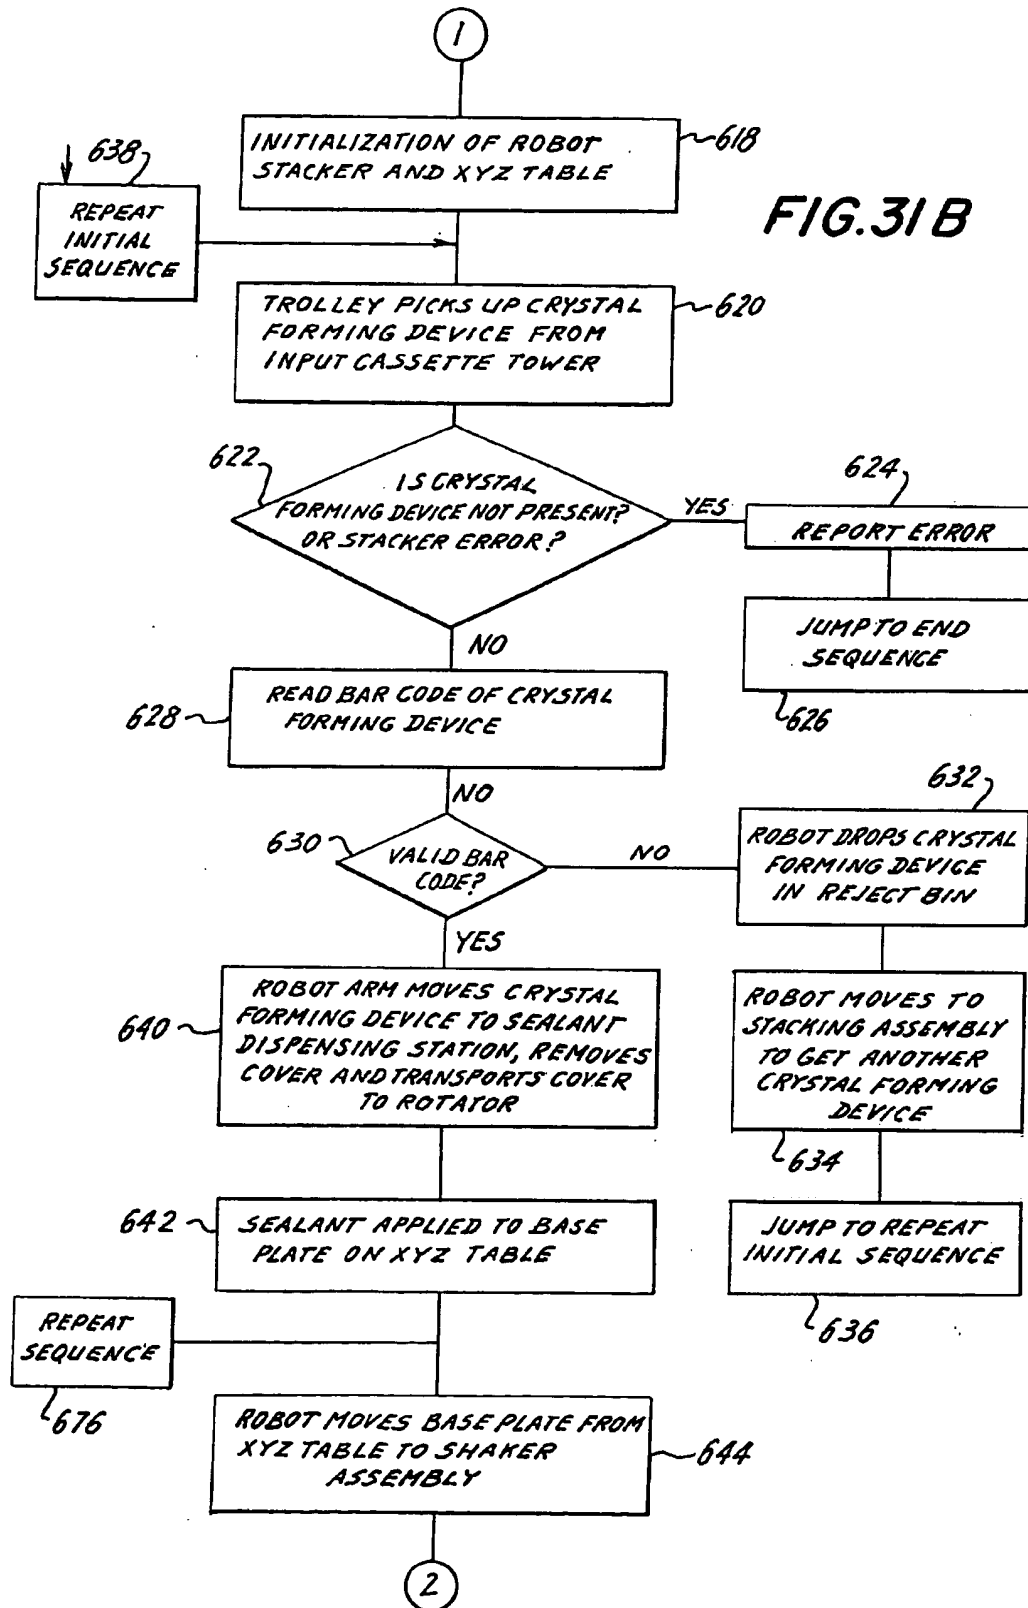 1
INITIALIZATION OF ROBOT
STACKER AND XYZ TABLE
618
638
REPEAT
INITIAL
SEQUENCE
FIG.31B
TROLLEY PICKS UP CRYSTAL
FORMING DEVICE FROM
INPUT CASSETTE TOWER
620
622
IS CRYSTAL
FORMING DEVICE NOT PRESENT?
OR STACKER ERROR?
YES
624
REPORT ERROR
JUMP TO END
SEQUENCE
626
NO
READ BAR CODE OF CRYSTAL
FORMING DEVICE
628
NO
630
VALID BAR
CODE?
NO
632
ROBOT DROPS CRYSTAL
FORMING DEVICE
IN REJECT BIN
YES
640
ROBOT ARM MOVES CRYSTAL
FORMING DEVICE TO SEALANT
DISPENSING STATION, REMOVES
COVER AND TRANSPORTS COVER
TO ROTATOR
ROBOT MOVES TO
STACKING ASSEMBLY
TO GET ANOTHER
CRYSTAL FORMING
DEVICE
634
642
SEALANT APPLIED TO BASE
PLATE ON XYZ TABLE
JUMP TO REPEAT
INITIAL SEQUENCE
636
REPEAT
SEQUENCE
676
ROBOT MOVES BASE PLATE FROM
XYZ TABLE TO SHAKER
ASSEMBLY
644
2